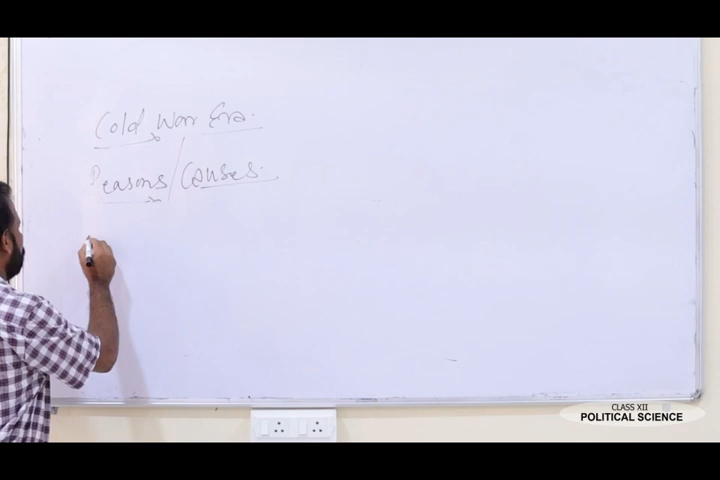 Cold War Era.
Reasons/Causes.
CLASS XII
POLITICAL SCIENCE